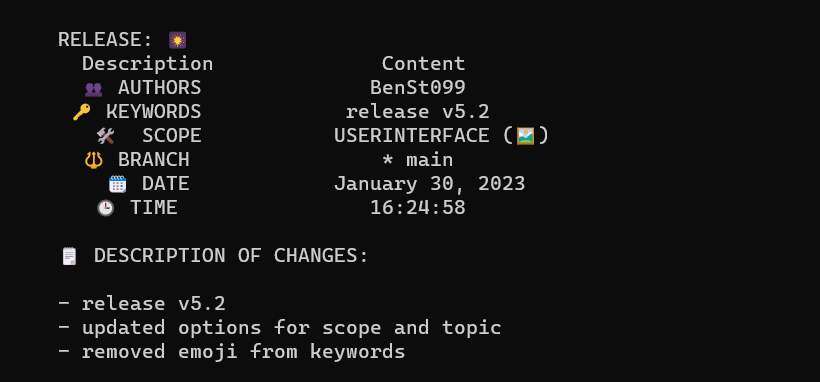 RELEASE: 🎇
Description Content
👥 AUTHORS BenSt099
🔑 KEYWORDS release v5.2
🛠 SCOPE USERINTERFACE (🖼)
🔱 BRANCH * main
🗓 DATE January 30, 2023
🕒 TIME 16:24:58
🗒 DESCRIPTION OF CHANGES:
- release v5.2
- updated options for scope and topic
- removed emoji from keywords